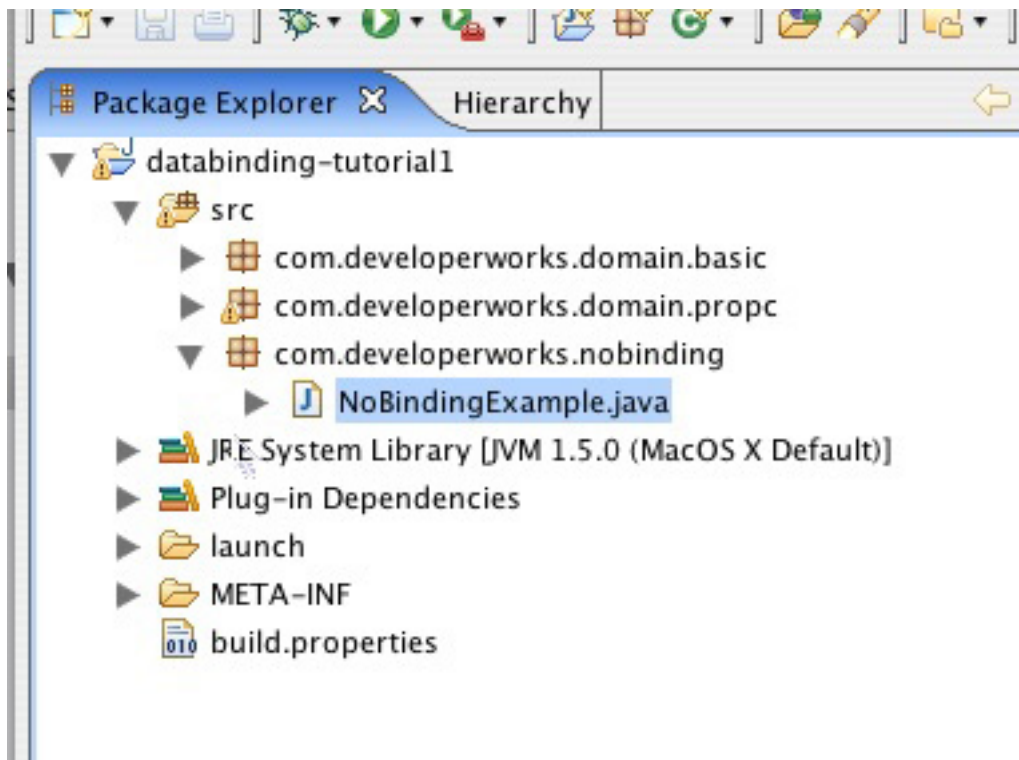 Package Explorer Hierarchy
databinding-tutorial1
src
com.developerworks.domain.basic
com.developerworks.domain.propc
com.developerworks.nobinding
NoBindingExample.java
JRE System Library [JVM 1.5.0 (MacOS X Default)]
Plug-in Dependencies
launch
META-INF
build.properties